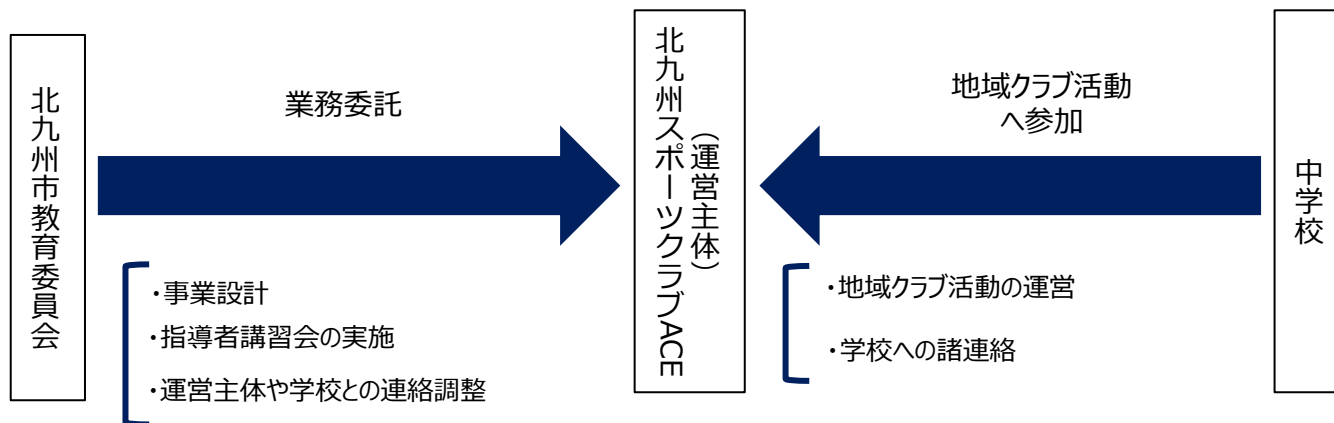 北九州市教育委員会
業務委託
・事業設計
・指導者講習会の実施
・運営主体や学校との連絡調整
北九州スポーツクラブACE
（運営主体）
地域クラブ活動
へ参加
・地域クラブ活動の運営
・学校への諸連絡
中学校